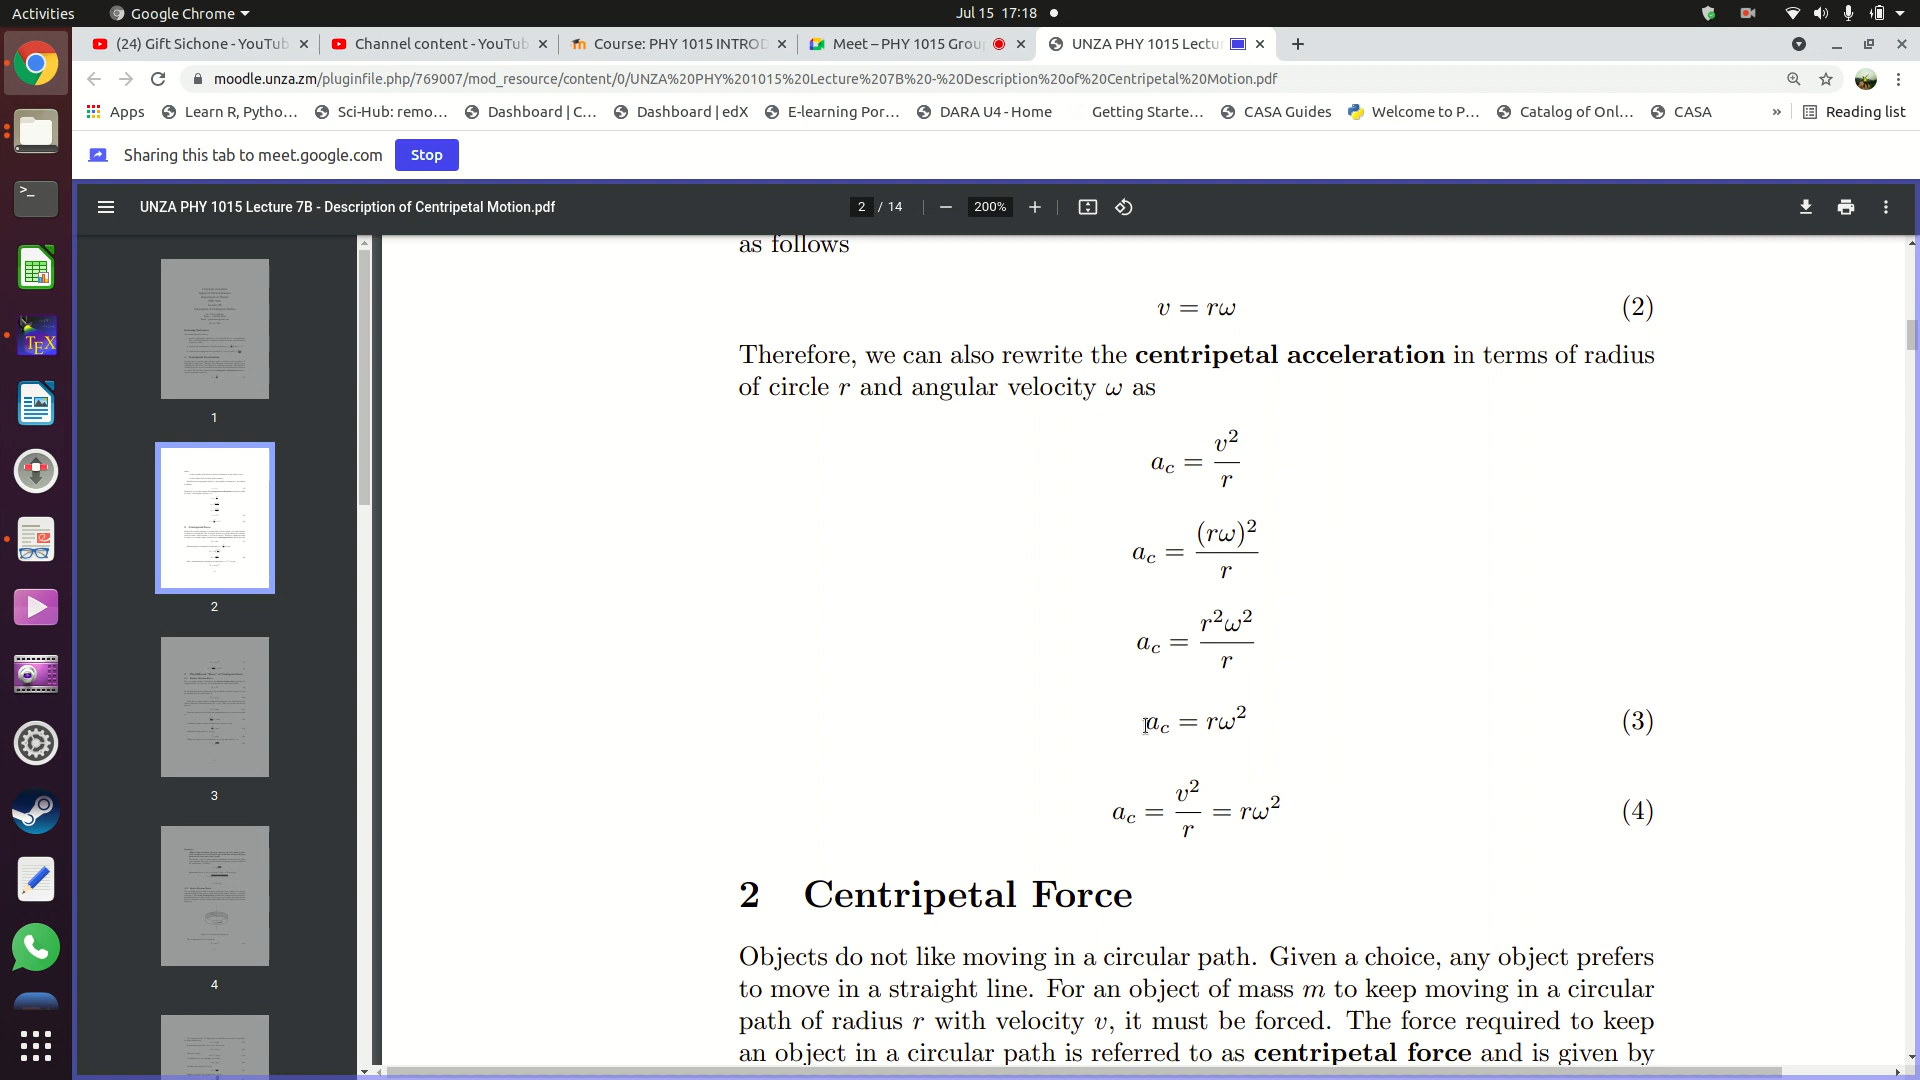 Activities Google Chrome Jul 15 17:18
(24) Gift Sichone - YouTub Channel content - YouTub Course: PHY 1015 INTROD Meet – PHY 1015 Grou UNZA PHY 1015 Lectur
moodle.unza.zm/pluginfile.php/769007/mod_resource/content/0/UNZA%20PHY%201015%20Lecture%207B%20-%20Description%20of%20Centripetal%20Motion.pdf
Apps Learn R, Pytho... Sci-Hub: remo... Dashboard | C... Dashboard | edX E-learning Por... DARA U4 - Home Getting Starte... CASA Guides Welcome to P... Catalog of Onl... CASA » Reading list
Sharing this tab to meet.google.com Stop
UNZA PHY 1015 Lecture 7B - Description of Centripetal Motion.pdf 2 / 14 − 200% +
1
2
3
4
as follows
v = rω (2)
Therefore, we can also rewrite the centripetal acceleration in terms of radius
of circle r and angular velocity ω as
a_c = v²/r
a_c = (rω)²/r
a_c = r²ω²/r
a_c = rω² (3)
a_c = v²/r = rω² (4)
2 Centripetal Force
Objects do not like moving in a circular path. Given a choice, any object prefers
to move in a straight line. For an object of mass m to keep moving in a circular
path of radius r with velocity v, it must be forced. The force required to keep
an object in a circular path is referred to as centripetal force and is given by